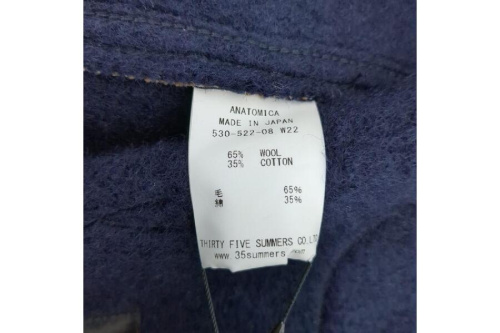 ANATOMICA
MADE IN JAPAN
530-522-08 W22
65% WOOL
35% COTTON
毛 65%
綿 35%
THIRTY FIVE SUMMERS CO.LTD
www 35summers